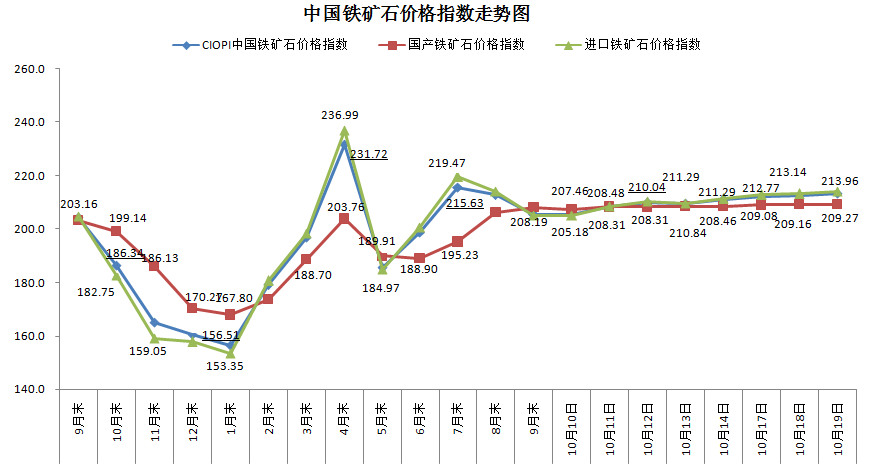 中国铁矿石价格指数走势图
CIOPI中国铁矿石价格指数 国产铁矿石价格指数 进口铁矿石价格指数
260.0
240.0
220.0
200.0
180.0
160.0
140.0
203.16
199.14
186.34
186.13
182.75
159.05
170.27
167.80
156.51
153.35
188.70
236.99
231.72
203.76
189.91
184.97
188.90
219.47
215.63
195.23
208.19
207.46
205.18
208.48
208.31
210.04
208.31
211.29
210.84
211.29
208.46
212.77
209.08
213.14
209.16
213.96
209.27
9月末
10月末
11月末
12月末
1月末
2月末
3月末
4月末
5月末
6月末
7月末
8月末
9月末
10月10日
10月11日
10月12日
10月13日
10月14日
10月17日
10月18日
10月19日